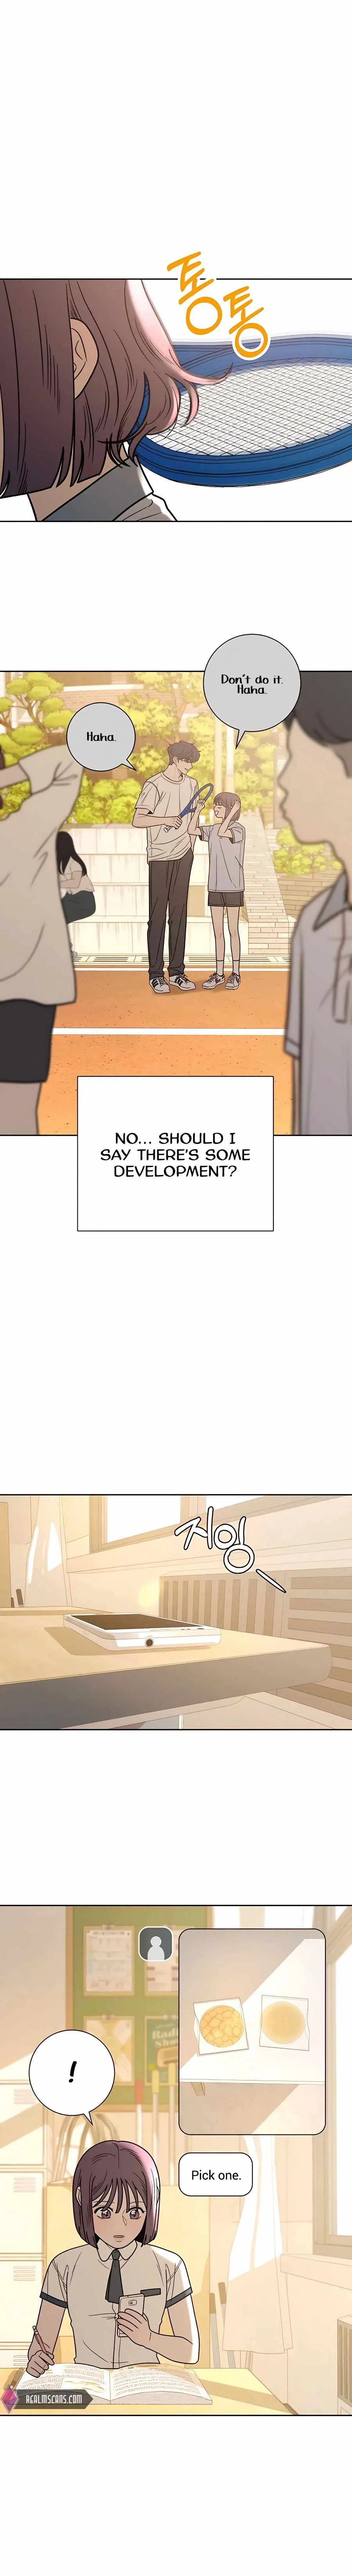 통통
Don't do it.
Haha.
Haha.
NO... SHOULD I
SAY THERE'S SOME
DEVELOPMENT?
지잉
!
Pick one.
REALMSCANS.COM